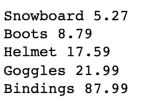 Snowboard 5.27
Boots 8.79
Helmet 17.59
Goggles 21.99
Bindings 87.99